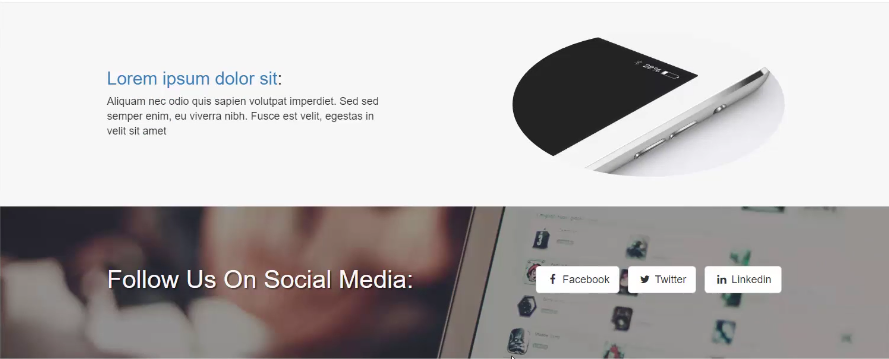 Lorem ipsum dolor sit:
Aliquam nec odio quis sapien volutpat imperdiet. Sed sed
semper enim, eu viverra nibh. Fusce est velit, egestas in
velit sit amet
28%
Follow Us On Social Media:
Facebook
Twitter
Linkedin